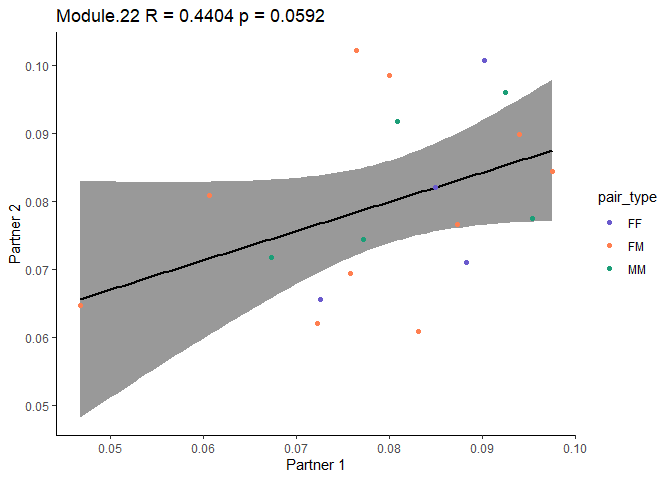 Module.22 R = 0.4404 p = 0.0592
0.10
0.09
0.08
0.07
0.06
0.05
Partner 2
0.05 0.06 0.07 0.08 0.09 0.10
Partner 1
pair_type
FF
FM
MM